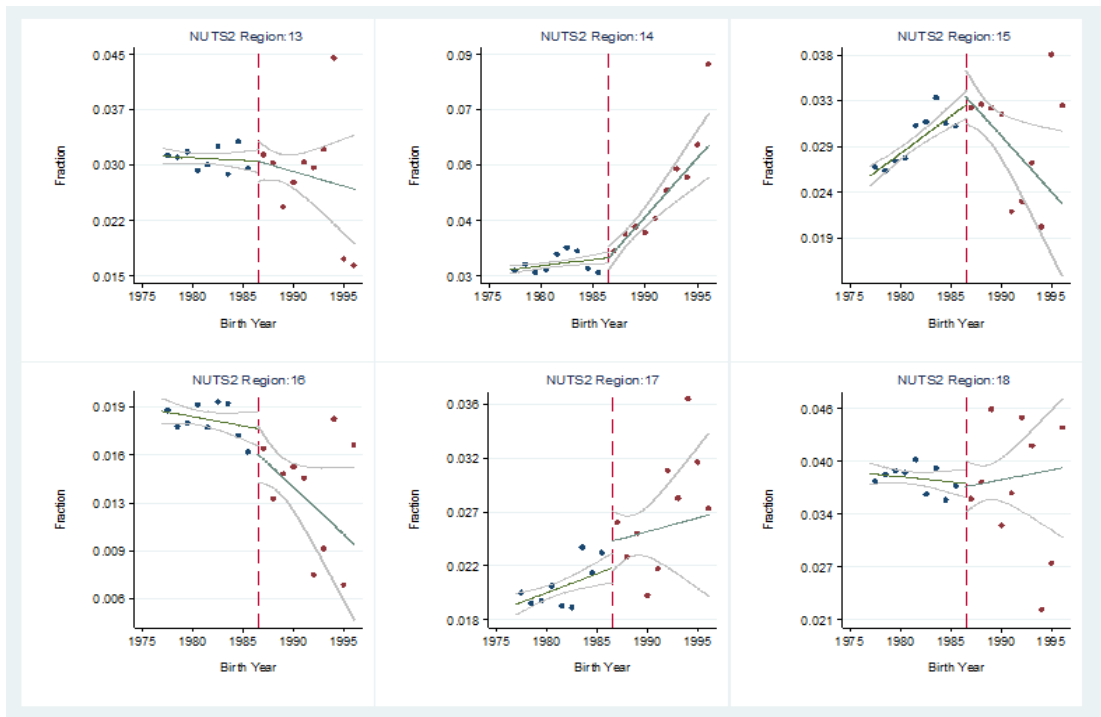 NUTS2 Region:13
0.045
0.037
0.030
0.022
0.015
Fraction
1975 1980 1985 1990 1995
Birth Year
NUTS2 Region:14
0.09
0.07
0.06
0.04
0.03
Fraction
1975 1980 1985 1990 1995
Birth Year
NUTS2 Region:15
0.038
0.033
0.029
0.024
0.019
Fraction
1975 1980 1985 1990 1995
Birth Year
NUTS2 Region:16
0.019
0.016
0.013
0.009
0.006
Fraction
1975 1980 1985 1990 1995
Birth Year
NUTS2 Region:17
0.036
0.032
0.027
0.022
0.018
Fraction
1975 1980 1985 1990 1995
Birth Year
NUTS2 Region:18
0.046
0.040
0.034
0.027
0.021
Fraction
1975 1980 1985 1990 1995
Birth Year